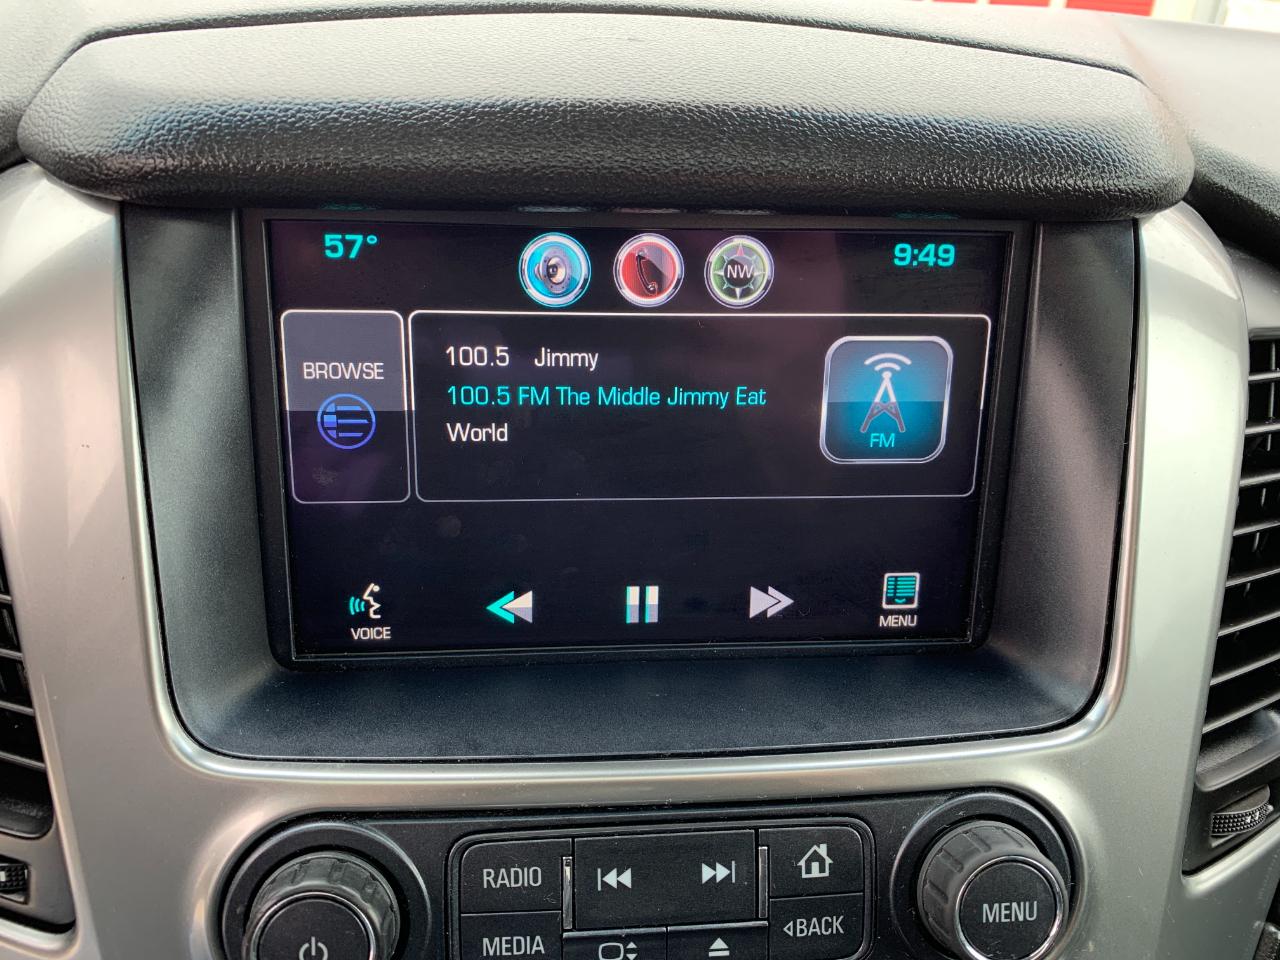 57°
NW
9:49
BROWSE
100.5 Jimmy
100.5 FM The Middle Jimmy Eat
World
FM
VOICE
MENU
RADIO
MENU
BACK
MEDIA